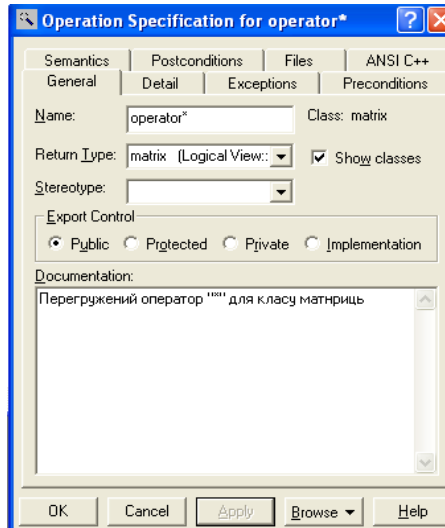 Operation Specification for operator*
Semantics Postconditions Files ANSI C++
General Detail Exceptions Preconditions
Name: operator* Class: matrix
Return Type: matrix (Logical View:: Show classes
Stereotype:
Export Control
Public Protected Private Implementation
Documentation:
Перегружений оператор "*" для класу матнриць
OK Cancel Apply Browse Help